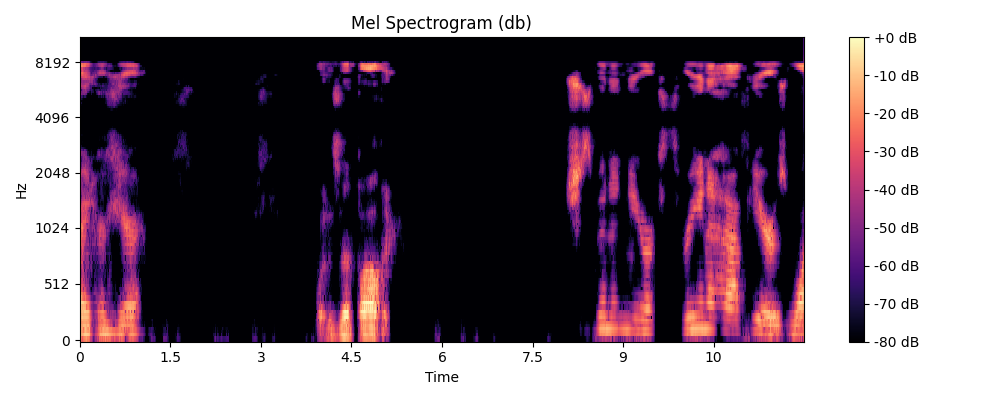 Mel Spectrogram (db)
Hz
8192
4096
2048
1024
512
0
0 1.5 3 4.5 6 7.5 9 10
Time
+0 dB
-10 dB
-20 dB
-30 dB
-40 dB
-50 dB
-60 dB
-70 dB
-80 dB